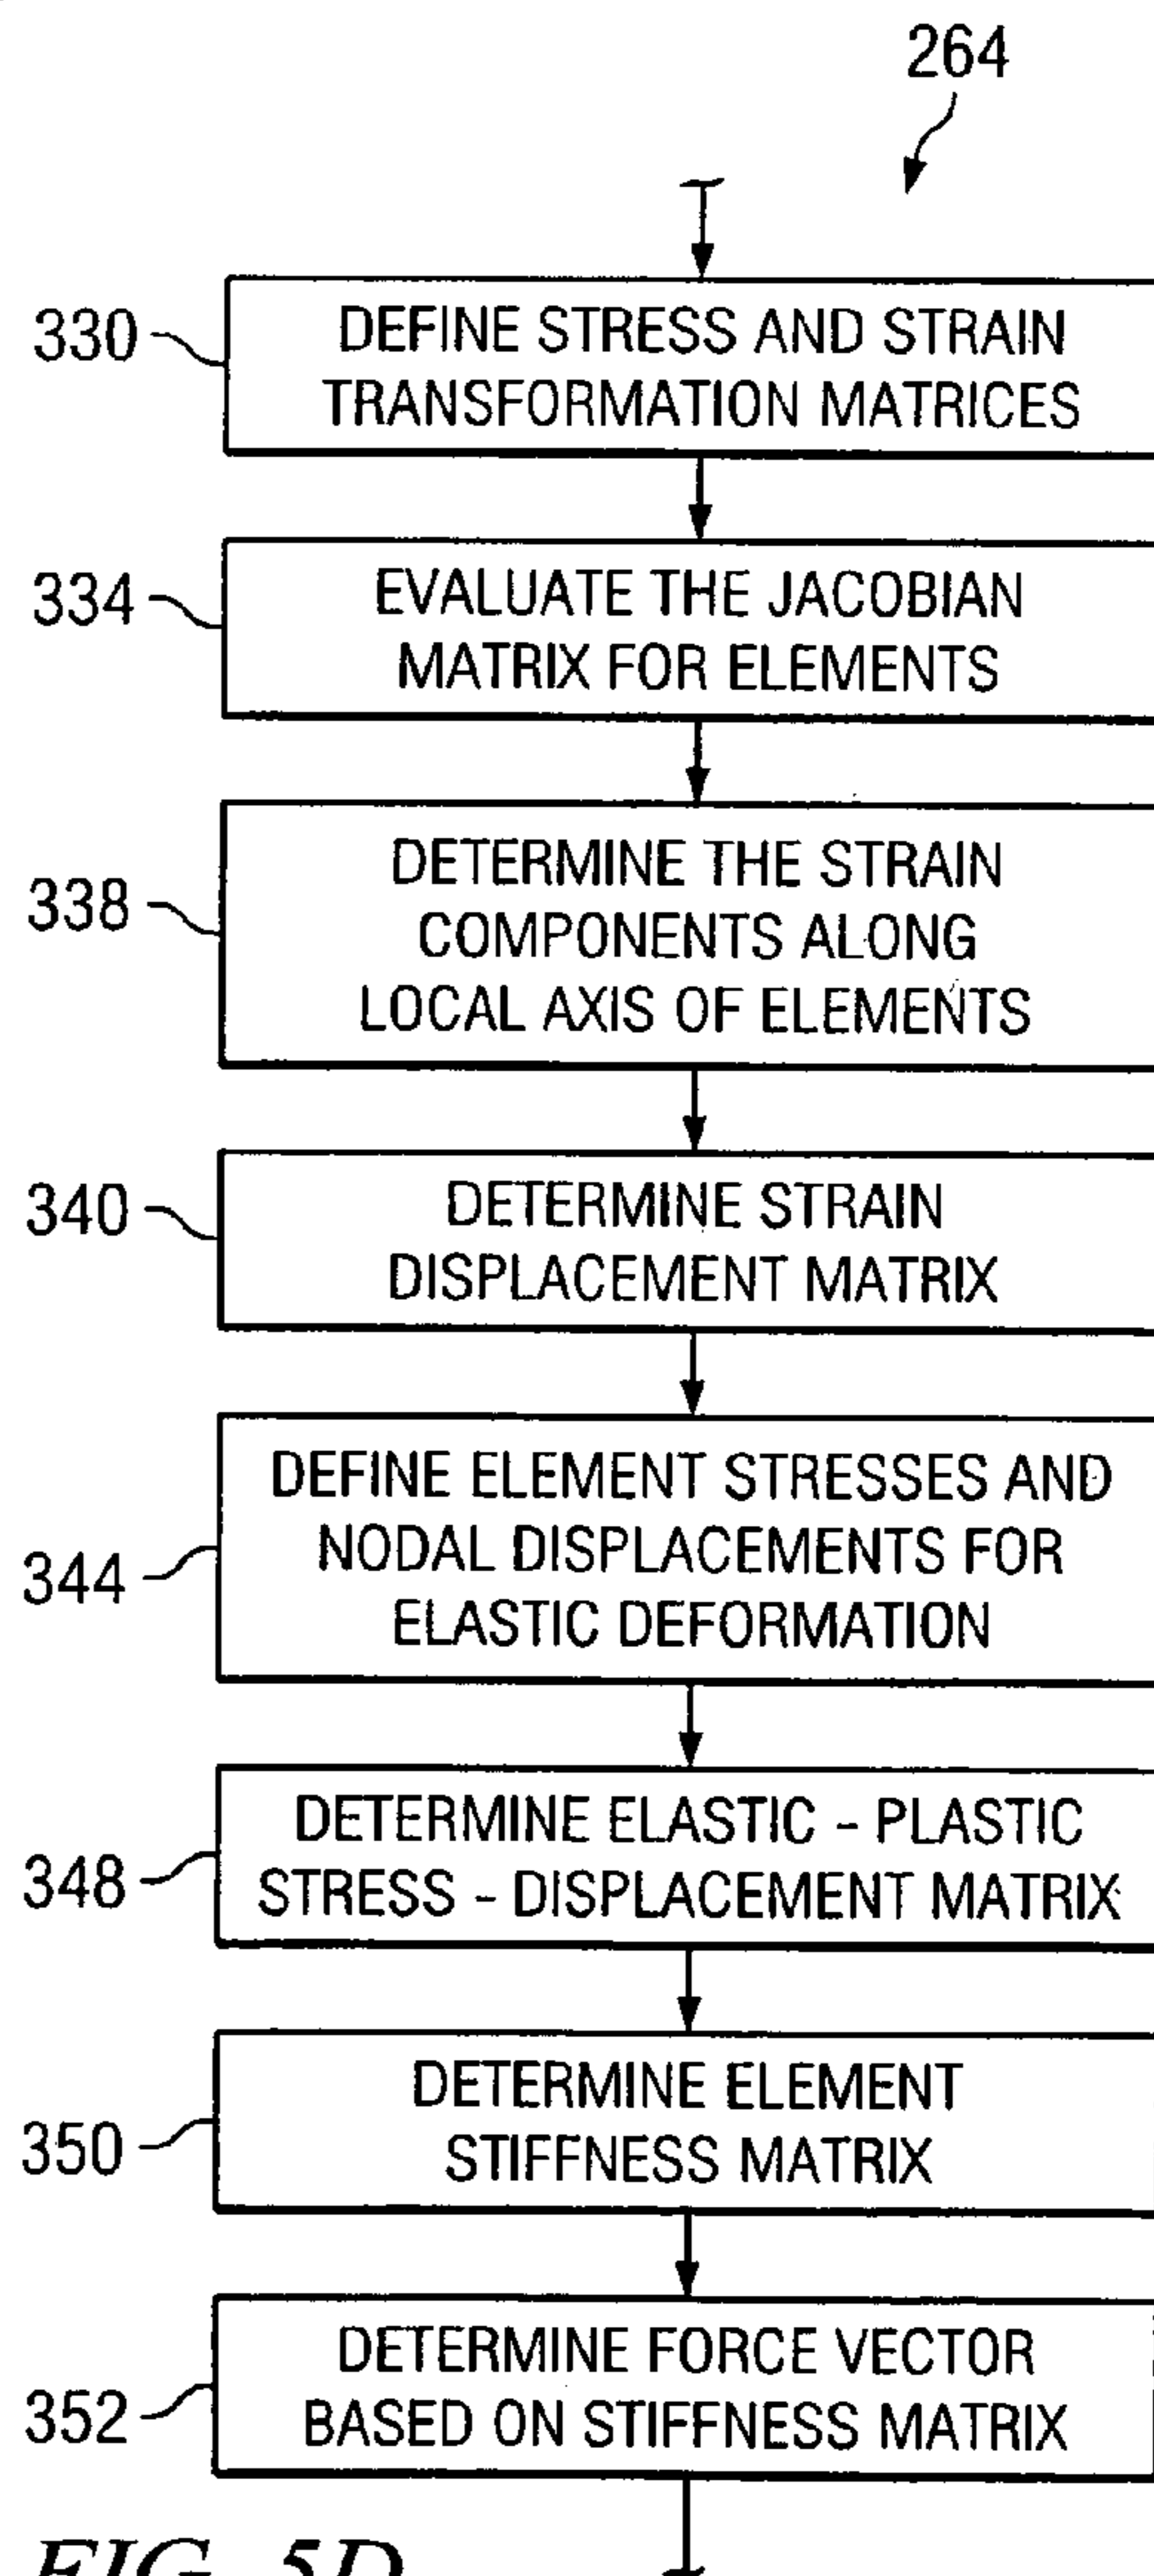 264
330
DEFINE STRESS AND STRAIN
TRANSFORMATION MATRICES
334
EVALUATE THE JACOBIAN
MATRIX FOR ELEMENTS
338
DETERMINE THE STRAIN
COMPONENTS ALONG
LOCAL AXIS OF ELEMENTS
340
DETERMINE STRAIN
DISPLACEMENT MATRIX
344
DEFINE ELEMENT STRESSES AND
NODAL DISPLACEMENTS FOR
ELASTIC DEFORMATION
348
DETERMINE ELASTIC - PLASTIC
STRESS - DISPLACEMENT MATRIX
350
DETERMINE ELEMENT
STIFFNESS MATRIX
352
DETERMINE FORCE VECTOR
BASED ON STIFFNESS MATRIX
FIG. 5D